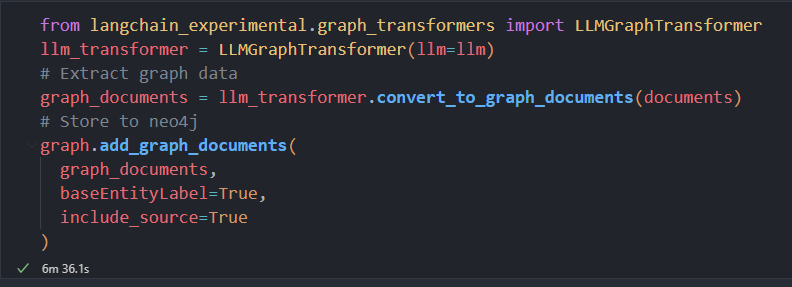 from langchain_experimental.graph_transformers import LLMGraphTransformer
llm_transformer = LLMGraphTransformer(llm=llm)
# Extract graph data
graph_documents = llm_transformer.convert_to_graph_documents(documents)
# Store to neo4j
graph.add_graph_documents(
  graph_documents,
  baseEntityLabel=True,
  include_source=True
)
6m 36.1s